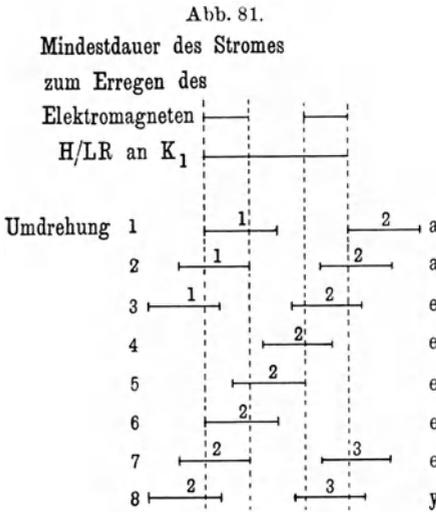 Abb. 81.
Mindestdauer des Stromes
zum Erregen des
Elektromagneten
H/LR an K1
Umdrehung 1 1 2 a
2 1 2 a
3 1 2 e
4 2 e
5 2 e
6 2 e
7 2 3 e
8 2 3 y